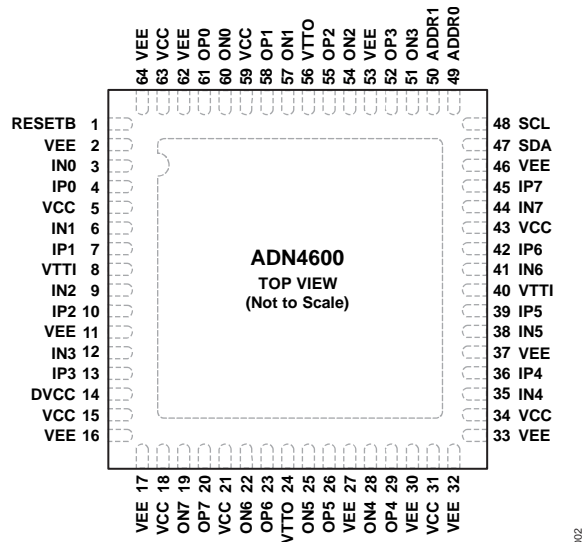 64 VEE
63 VCC
62 VEE
61 OP0
60 ON0
59 VCC
58 OP1
57 ON1
56 VTTO
55 OP2
54 ON2
53 VEE
52 OP3
51 ON3
50 ADDR1
49 ADDR0
RESETB 1
VEE 2
IN0 3
IP0 4
VCC 5
IN1 6
IP1 7
VTTI 8
IN2 9
IP2 10
VEE 11
IN3 12
IP3 13
DVCC 14
VCC 15
VEE 16
ADN4600
TOP VIEW
(Not to Scale)
48 SCL
47 SDA
46 VEE
45 IP7
44 IN7
43 VCC
42 IP6
41 IN6
40 VTTI
39 IP5
38 IN5
37 VEE
36 IP4
35 IN4
34 VCC
33 VEE
VEE 17
VCC 18
ON7 19
OP7 20
VCC 21
ON6 22
OP6 23
VTTO 24
ON5 25
OP5 26
VEE 27
ON4 28
OP4 29
VEE 30
VCC 31
VEE 32
002